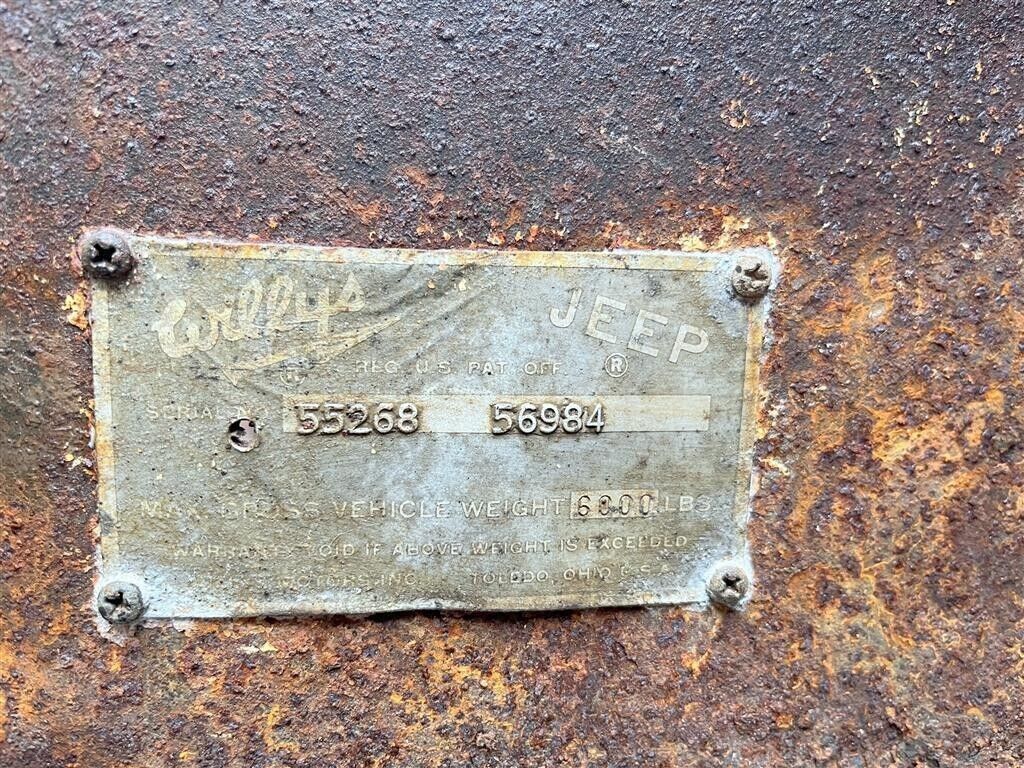 Willys JEEP
REG. U.S. PAT. OFF. ®
SERIAL NO 55268 56984
MAX. GROSS VEHICLE WEIGHT 6000 LBS.
WARRANTY VOID IF ABOVE WEIGHT IS EXCEEDED
MOTORS, INC. TOLEDO, OHIO U.S.A.